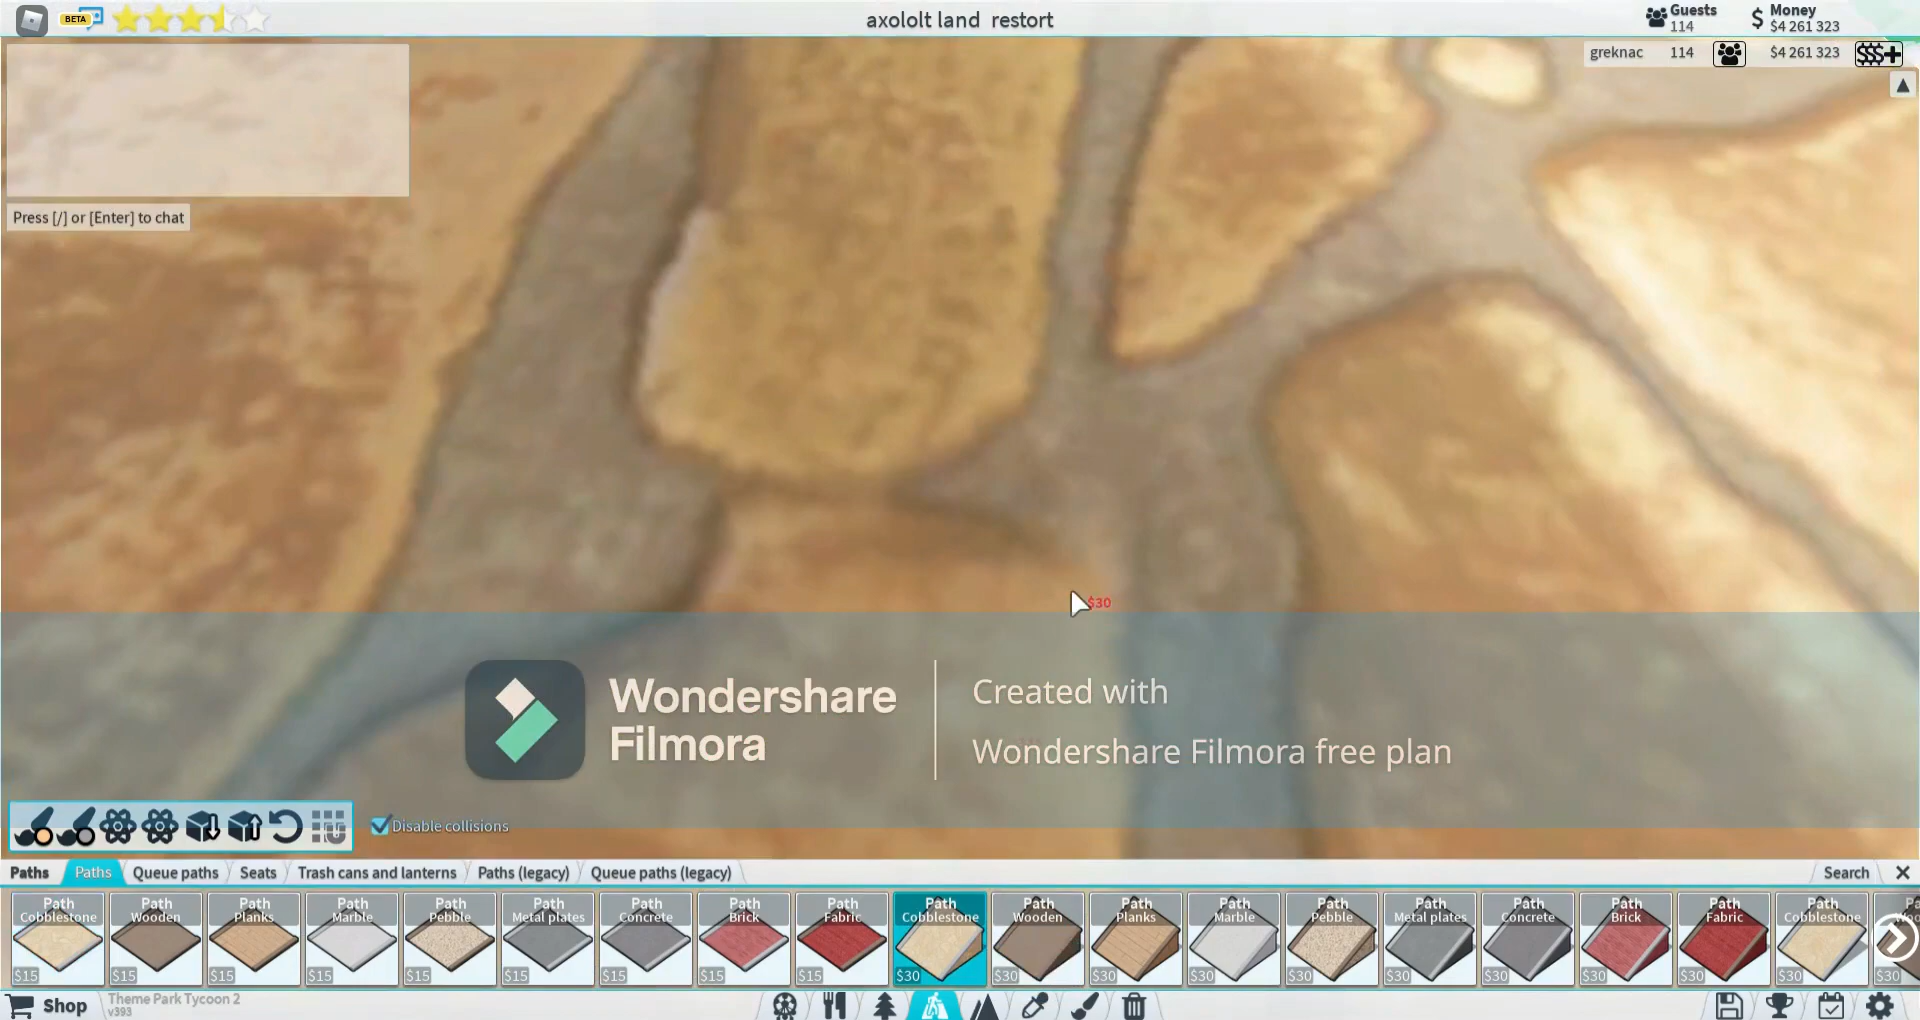 BETA
axololt land restort
Guests
114
Money
$4 261 323
greknac 114 $4 261 323
$$$+
Press [/] or [Enter] to chat
$30
Wondershare
Filmora
Created with
Wondershare Filmora free plan
Disable collisions
Paths Paths Queue paths Seats Trash cans and lanterns Paths (legacy) Queue paths (legacy) Search
Path Path Path Path Path Path Path Path Path Path Path Path Path Path Path Path Path Path Path
Cobblestone Wooden Planks Marble Pebble Metal plates Concrete Brick Fabric Cobblestone Wooden Planks Marble Pebble Metal plates Concrete Brick Fabric Cobblestone
$15 $15 $15 $15 $15 $15 $15 $15 $15 $30 $30 $30 $30 $30 $30 $30 $30 $30 $30 $30
Shop
Theme Park Tycoon 2
v393